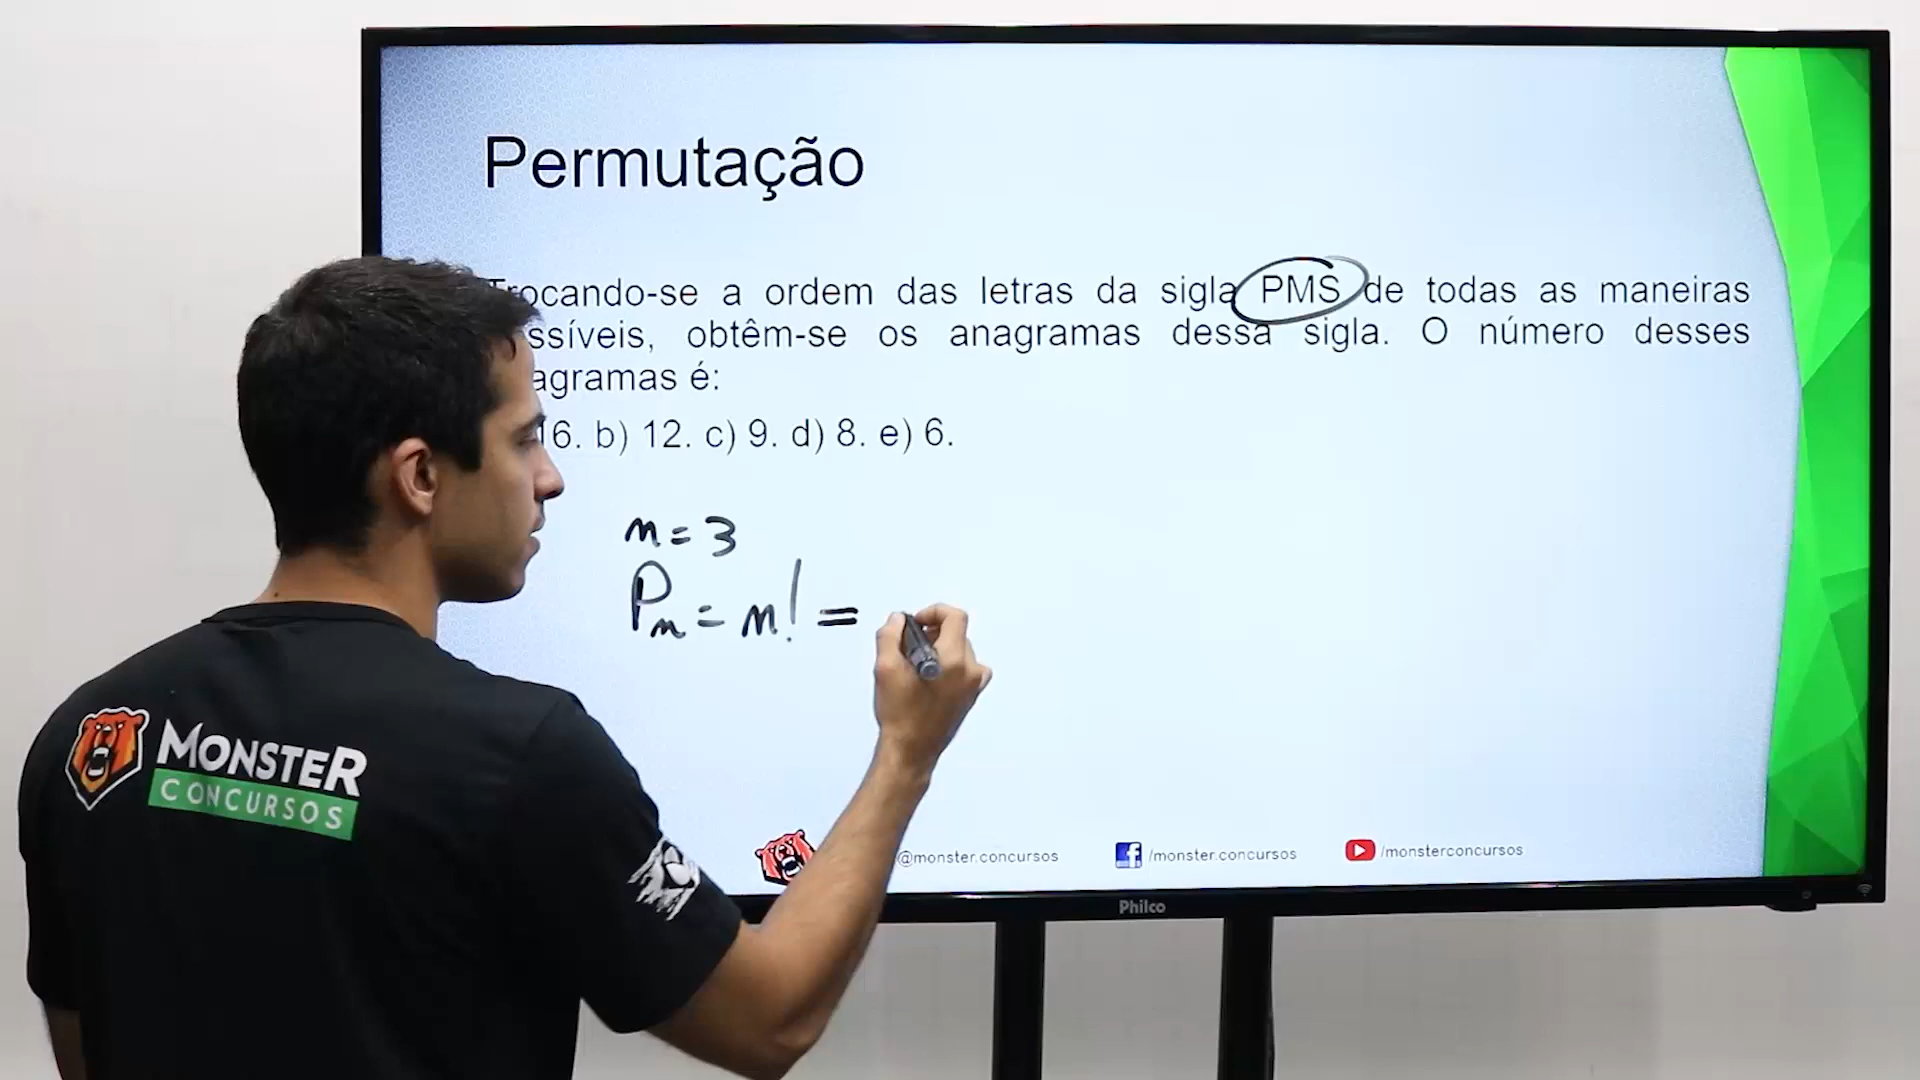 Permutação
Trocando-se a ordem das letras da sigla PMS de todas as maneiras
ssíveis, obtêm-se os anagramas dessa sigla. O número desses
agramas é:
16. b) 12. c) 9. d) 8. e) 6.
n = 3
Pn = n! =
MONSTER
CONCURSOS
@monster.concursos
/monster.concursos
/monsterconcursos
Philco